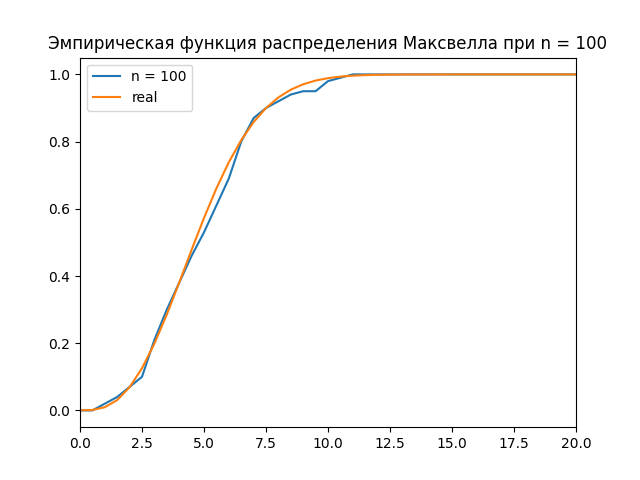 Эмпирическая функция распределения Максвелла при n = 100
n = 100
real
1.0
0.8
0.6
0.4
0.2
0.0
0.0 2.5 5.0 7.5 10.0 12.5 15.0 17.5 20.0